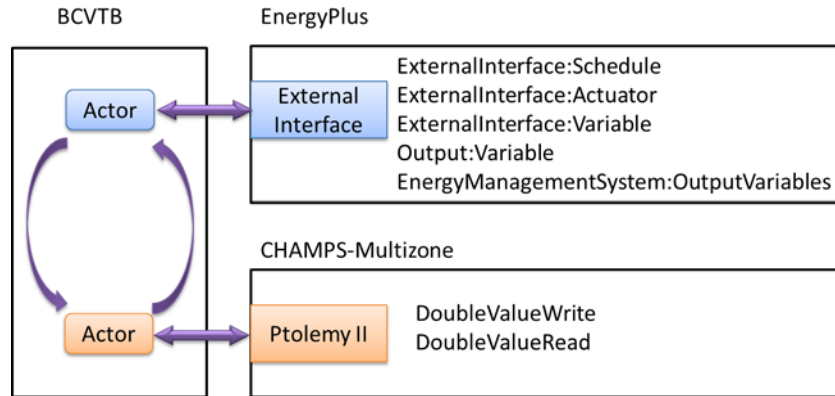 BCVTB
EnergyPlus
Actor
External
Interface
ExternalInterface:Schedule
ExternalInterface:Actuator
ExternalInterface:Variable
Output:Variable
EnergyManagementSystem:OutputVariables
CHAMPS-Multizone
Actor
Ptolemy II
DoubleValueWrite
DoubleValueRead